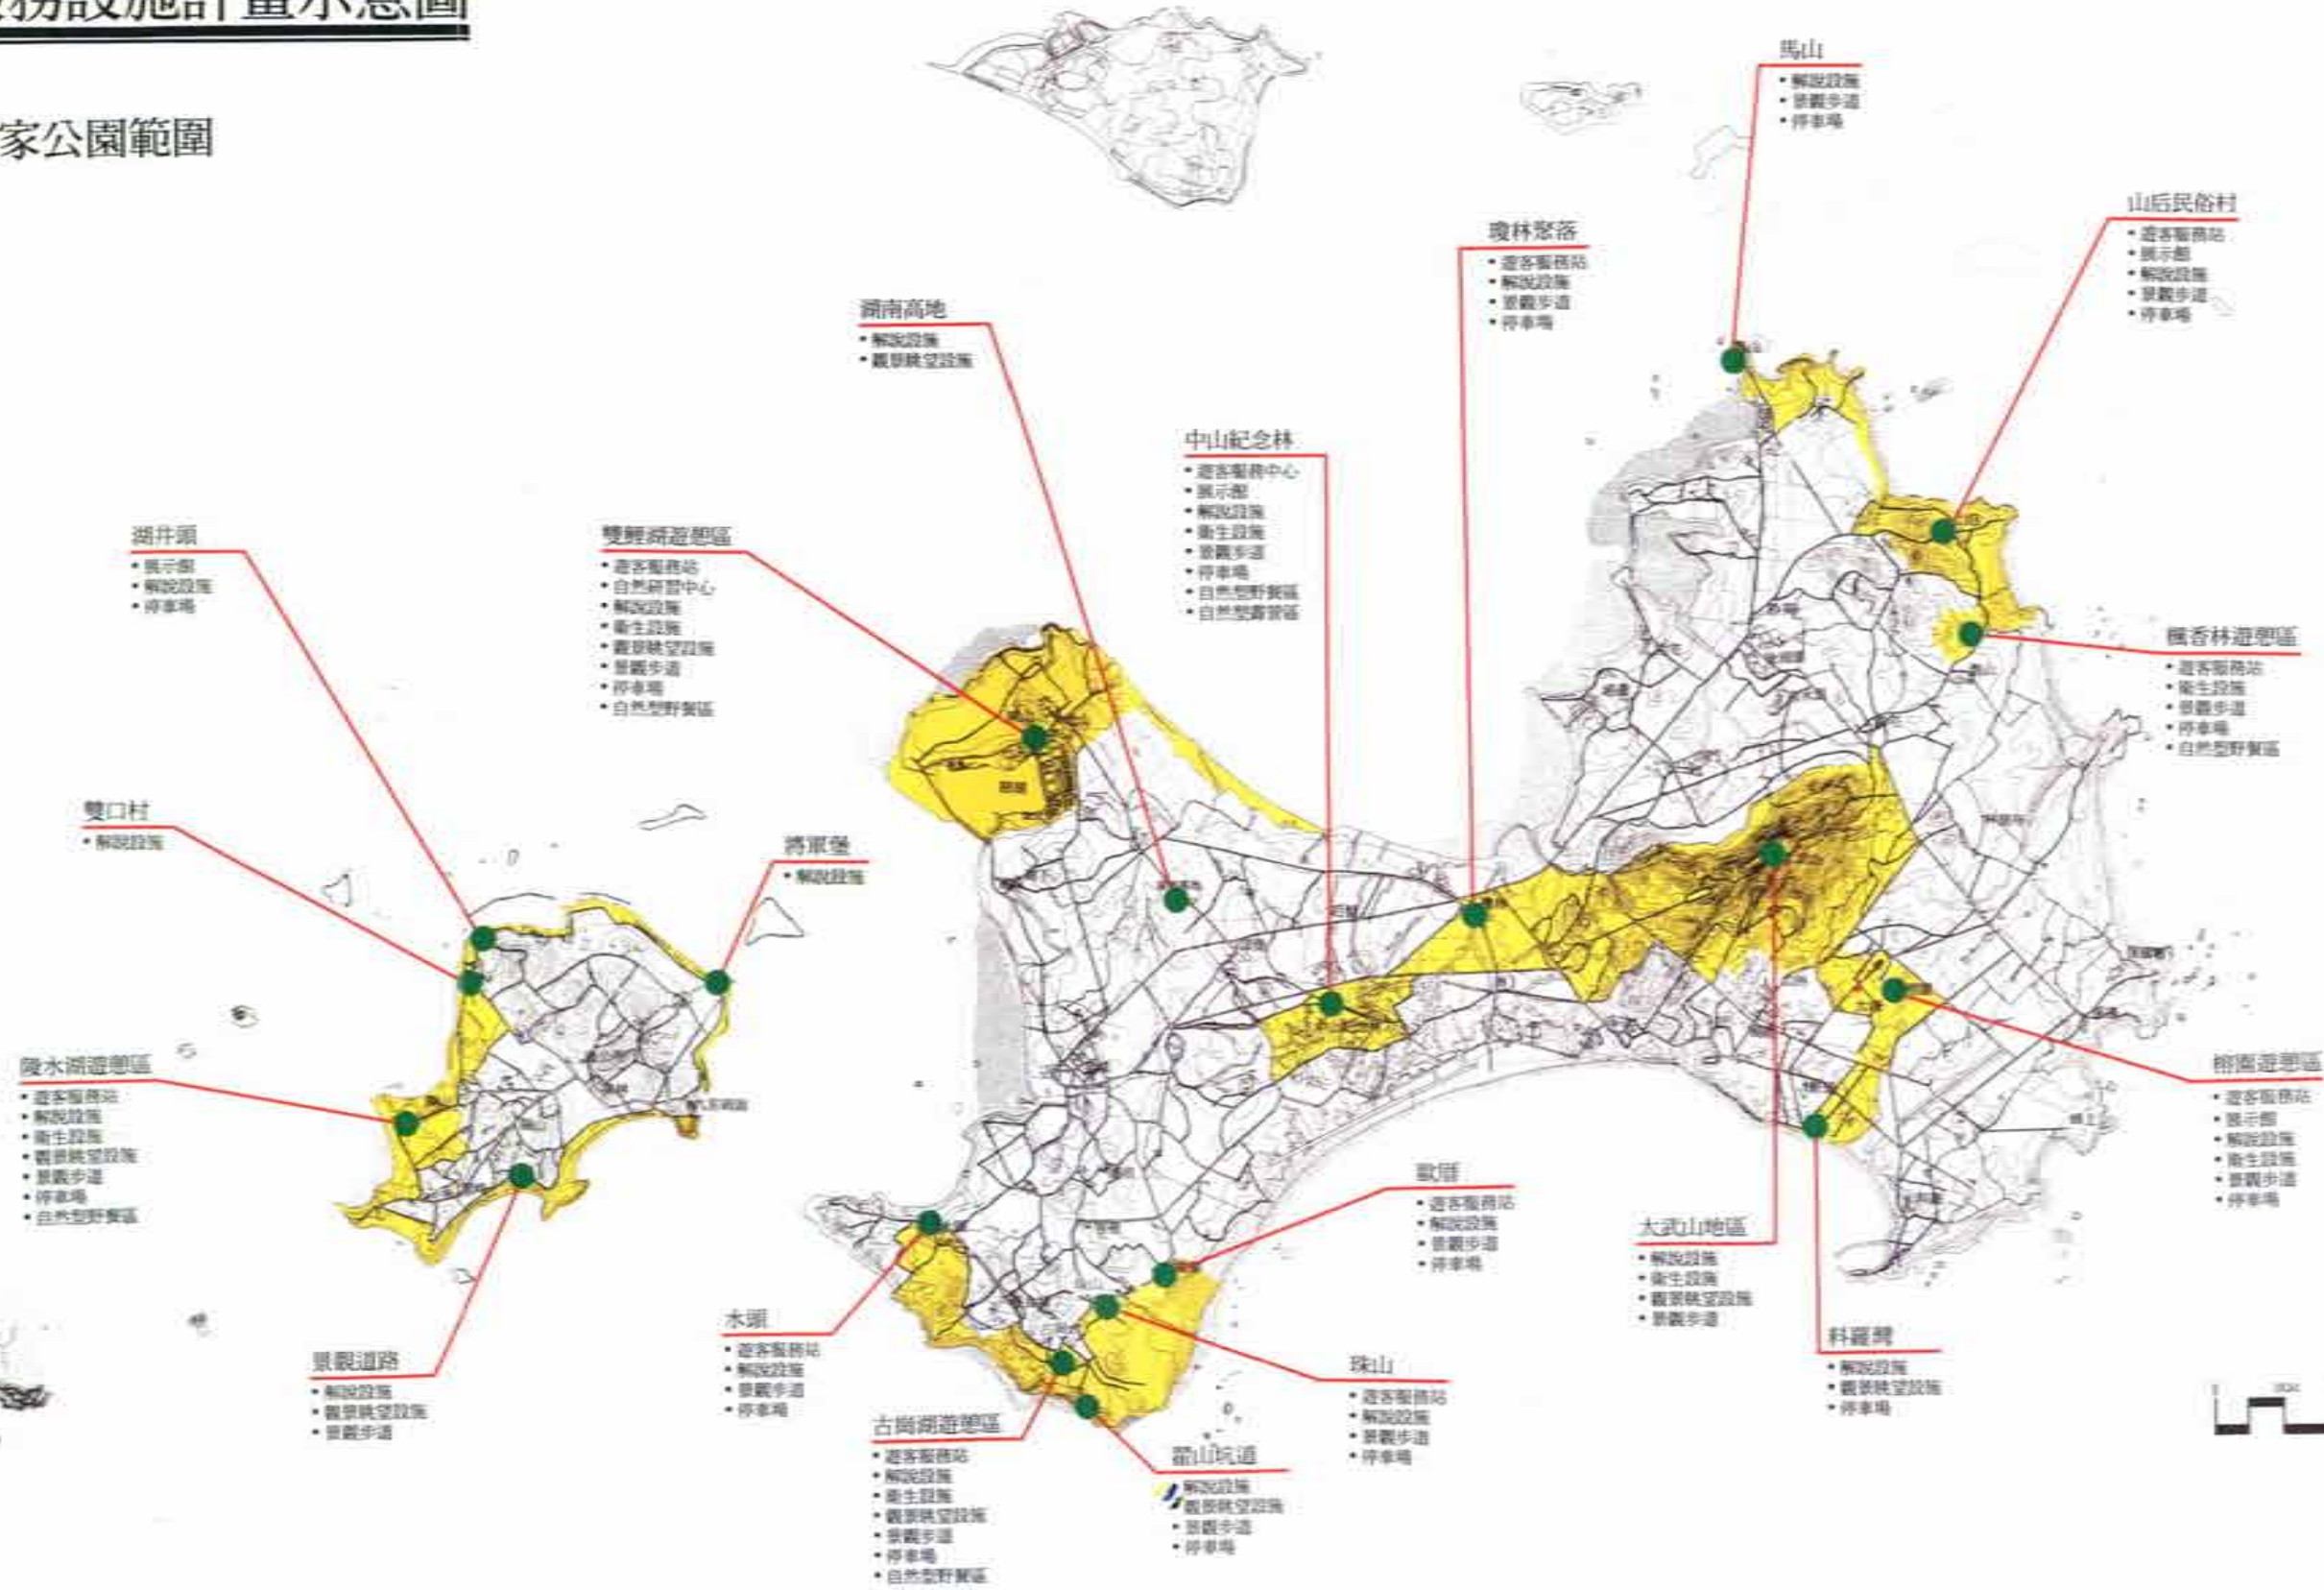 務設施計畫示意圖
家公園範圍
馬山
• 解說設施
• 景觀步道
• 停車場
山后民俗村
• 遊客服務站
• 展示館
• 解說設施
• 景觀步道
• 停車場
瓊林聚落
• 遊客服務站
• 解說設施
• 景觀步道
• 停車場
湖南高地
• 解說設施
• 觀景眺望設施
中山紀念林
• 遊客服務中心
• 展示館
• 解說設施
• 衛生設施
• 景觀步道
• 停車場
• 自然型野餐區
• 自然型露營區
湖井頭
• 展示館
• 解說設施
• 停車場
雙鯉湖遊憩區
• 遊客服務站
• 自然研習中心
• 解說設施
• 衛生設施
• 觀景眺望設施
• 景觀步道
• 停車場
• 自然型野餐區
楓香林遊憩區
• 遊客服務站
• 衛生設施
• 景觀步道
• 停車場
• 自然型野餐區
雙口村
• 解說設施
將軍堡
• 解說設施
陵水湖遊憩區
• 遊客服務站
• 解說設施
• 衛生設施
• 觀景眺望設施
• 景觀步道
• 停車場
• 自然型野餐區
榕園遊憩區
• 遊客服務站
• 展示館
• 解說設施
• 衛生設施
• 景觀步道
• 停車場
歐厝
• 遊客服務站
• 解說設施
• 景觀步道
• 停車場
大武山地區
• 解說設施
• 衛生設施
• 觀景眺望設施
• 景觀步道
水頭
• 遊客服務站
• 解說設施
• 景觀步道
• 停車場
料羅灣
• 解說設施
• 觀景眺望設施
• 停車場
景觀道路
• 解說設施
• 觀景眺望設施
• 景觀步道
珠山
• 遊客服務站
• 解說設施
• 景觀步道
• 停車場
古崗湖遊憩區
• 遊客服務站
• 解說設施
• 衛生設施
• 觀景眺望設施
• 景觀步道
• 停車場
• 自然型野餐區
翟山坑道
解說設施
觀景眺望設施
• 景觀步道
• 停車場